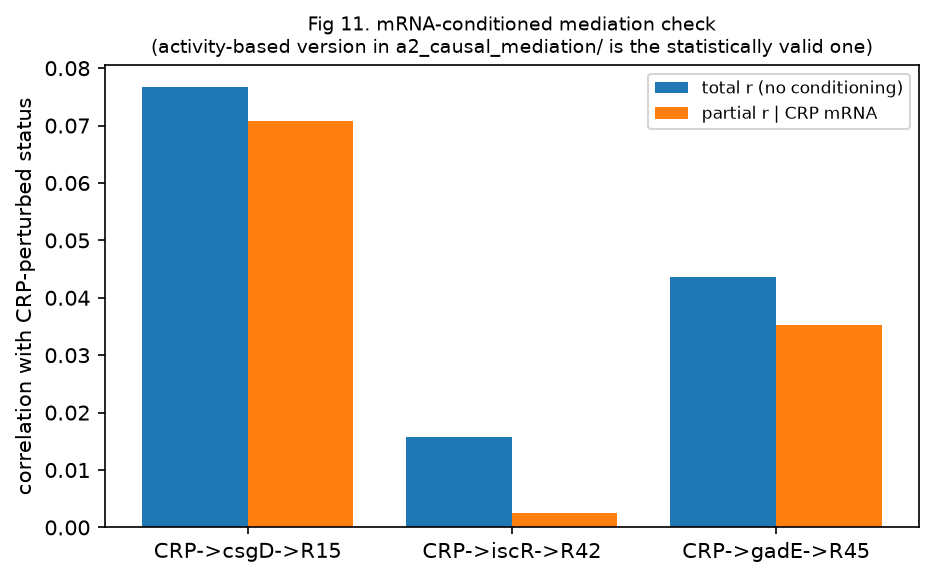 Fig 11. mRNA-conditioned mediation check
(activity-based version in a2_causal_mediation/ is the statistically valid one)
total r (no conditioning)
partial r | CRP mRNA
correlation with CRP-perturbed status
0.08
0.07
0.06
0.05
0.04
0.03
0.02
0.01
0.00
CRP->csgD->R15
CRP->iscR->R42
CRP->gadE->R45